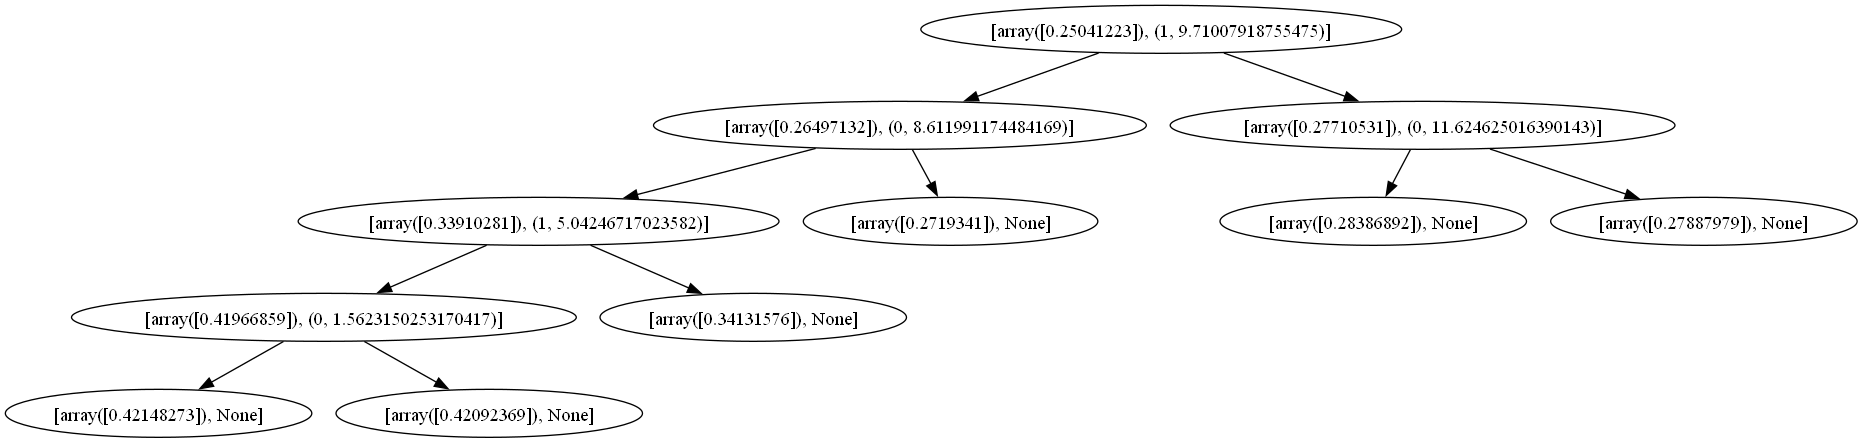 [array([0.25041223]), (1, 9.71007918755475)]
[array([0.26497132]), (0, 8.611991174484169)]
[array([0.27710531]), (0, 11.624625016390143)]
[array([0.33910281]), (1, 5.04246717023582)]
[array([0.2719341]), None]
[array([0.28386892]), None]
[array([0.27887979]), None]
[array([0.41966859]), (0, 1.5623150253170417)]
[array([0.34131576]), None]
[array([0.42148273]), None]
[array([0.42092369]), None]